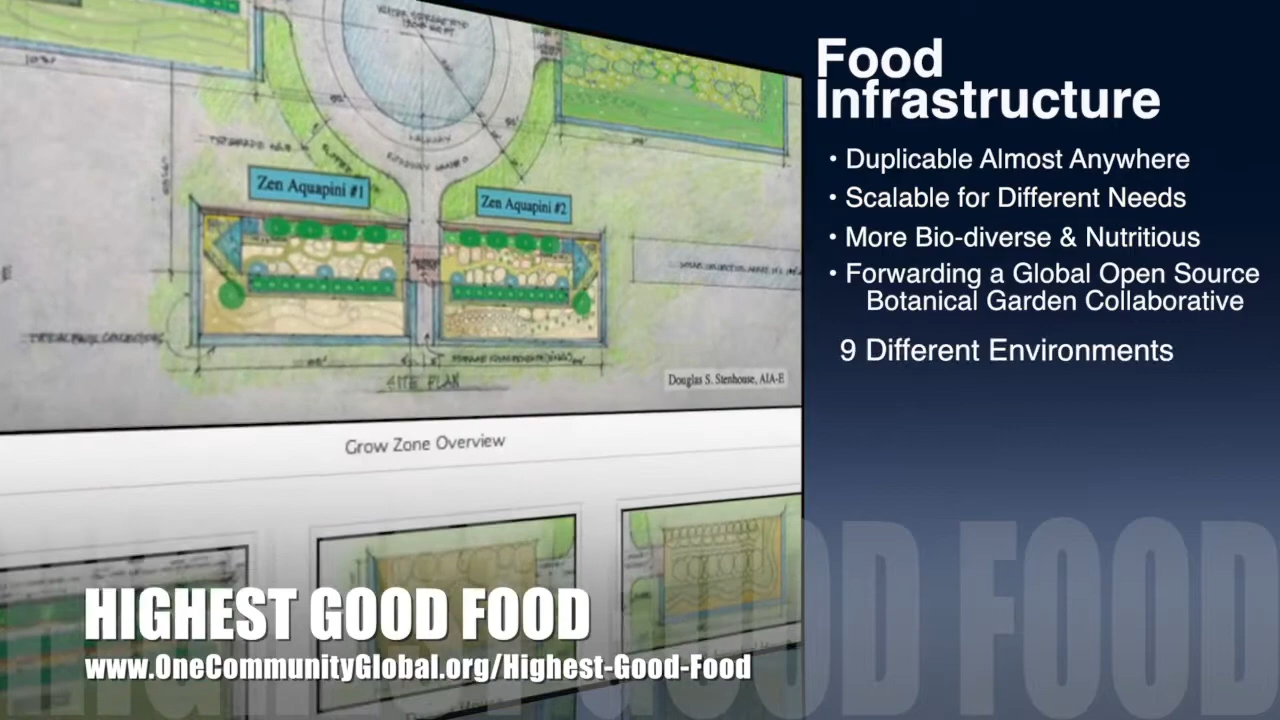 Food
Infrastructure
• Duplicable Almost Anywhere
• Scalable for Different Needs
• More Bio-diverse & Nutritious
• Forwarding a Global Open Source
Botanical Garden Collaborative
9 Different Environments
Zen Aquapini #1
Zen Aquapini #2
SITE PLAN
Douglas S. Stenhouse, AIA-E
Grow Zone Overview
HIGHEST GOOD FOOD
www.OneCommunityGlobal.org/Highest-Good-Food
GOOD FOOD